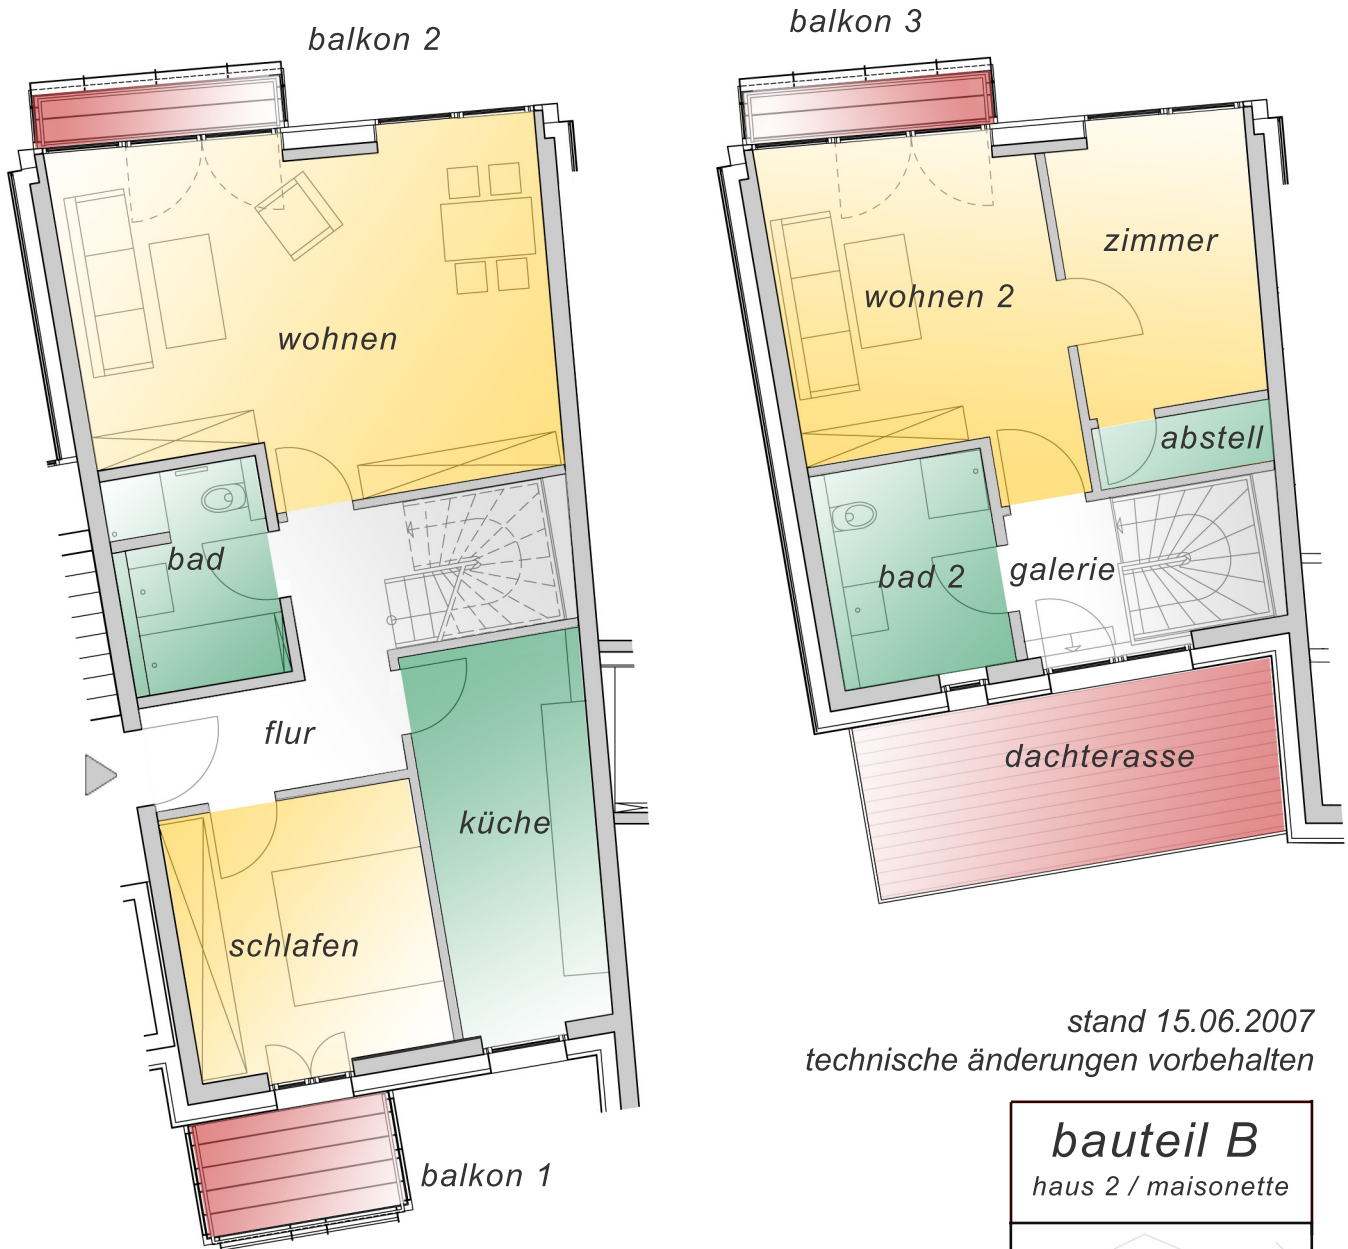 balkon 2
balkon 3
wohnen
bad
flur
küche
schlafen
balkon 1
zimmer
wohnen 2
abstell
bad 2
galerie
dachterasse
stand 15.06.2007
technische änderungen vorbehalten
bauteil B
haus 2 / maisonette